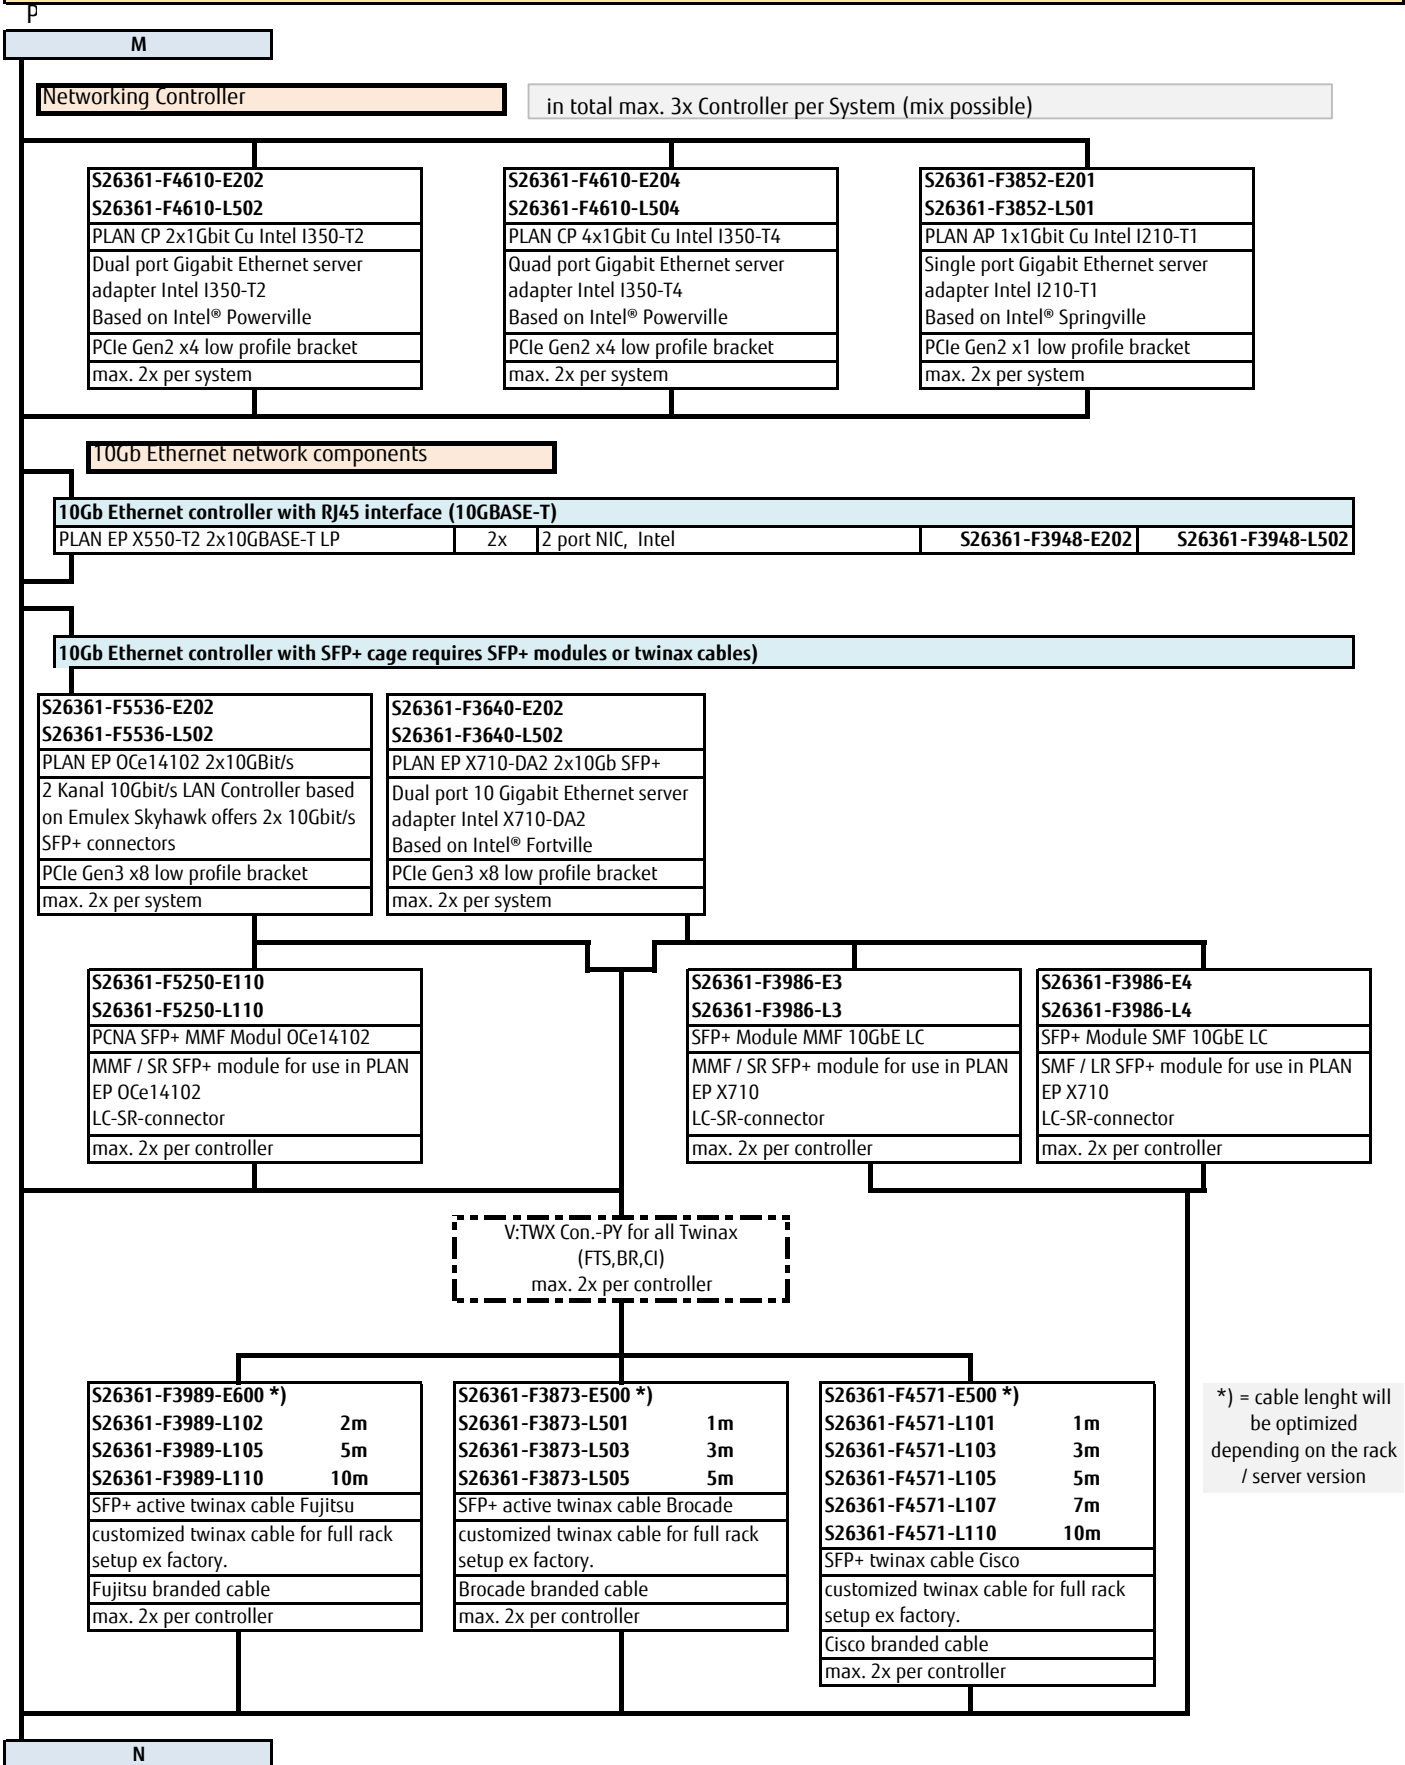 P
M
Networking Controller
in total max. 3x Controller per System (mix possible)
S26361-F4610-E202
S26361-F4610-L502
PLAN CP 2x1Gbit Cu Intel I350-T2
Dual port Gigabit Ethernet server
adapter Intel I350-T2
Based on Intel® Powerville
PCIe Gen2 x4 low profile bracket
max. 2x per system
S26361-F4610-E204
S26361-F4610-L504
PLAN CP 4x1Gbit Cu Intel I350-T4
Quad port Gigabit Ethernet server
adapter Intel I350-T4
Based on Intel® Powerville
PCIe Gen2 x4 low profile bracket
max. 2x per system
S26361-F3852-E201
S26361-F3852-L501
PLAN AP 1x1Gbit Cu Intel I210-T1
Single port Gigabit Ethernet server
adapter Intel I210-T1
Based on Intel® Springville
PCIe Gen2 x1 low profile bracket
max. 2x per system
10Gb Ethernet network components
10Gb Ethernet controller with RJ45 interface (10GBASE-T)
PLAN EP X550-T2 2x10GBASE-T LP 2x 2 port NIC, Intel S26361-F3948-E202 S26361-F3948-L502
10Gb Ethernet controller with SFP+ cage requires SFP+ modules or twinax cables)
S26361-F5536-E202
S26361-F5536-L502
PLAN EP OCe14102 2x10GBit/s
2 Kanal 10Gbit/s LAN Controller based
on Emulex Skyhawk offers 2x 10Gbit/s
SFP+ connectors
PCIe Gen3 x8 low profile bracket
max. 2x per system
S26361-F3640-E202
S26361-F3640-L502
PLAN EP X710-DA2 2x10Gb SFP+
Dual port 10 Gigabit Ethernet server
adapter Intel X710-DA2
Based on Intel® Fortville
PCIe Gen3 x8 low profile bracket
max. 2x per system
S26361-F5250-E110
S26361-F5250-L110
PCNA SFP+ MMF Modul OCe14102
MMF / SR SFP+ module for use in PLAN
EP OCe14102
LC-SR-connector
max. 2x per controller
S26361-F3986-E3
S26361-F3986-L3
SFP+ Module MMF 10GbE LC
MMF / SR SFP+ module for use in PLAN
EP X710
LC-SR-connector
max. 2x per controller
S26361-F3986-E4
S26361-F3986-L4
SFP+ Module SMF 10GbE LC
SMF / LR SFP+ module for use in PLAN
EP X710
LC-SR-connector
max. 2x per controller
V:TWX Con.-PY for all Twinax
(FTS,BR,CI)
max. 2x per controller
S26361-F3989-E600 *)
S26361-F3989-L102 2m
S26361-F3989-L105 5m
S26361-F3989-L110 10m
SFP+ active twinax cable Fujitsu
customized twinax cable for full rack
setup ex factory.
Fujitsu branded cable
max. 2x per controller
S26361-F3873-E500 *)
S26361-F3873-L501 1m
S26361-F3873-L503 3m
S26361-F3873-L505 5m
SFP+ active twinax cable Brocade
customized twinax cable for full rack
setup ex factory.
Brocade branded cable
max. 2x per controller
S26361-F4571-E500 *)
S26361-F4571-L101 1m
S26361-F4571-L103 3m
S26361-F4571-L105 5m
S26361-F4571-L107 7m
S26361-F4571-L110 10m
SFP+ twinax cable Cisco
customized twinax cable for full rack
setup ex factory.
Cisco branded cable
max. 2x per controller
*) = cable lenght will
be optimized
depending on the rack
/ server version
N